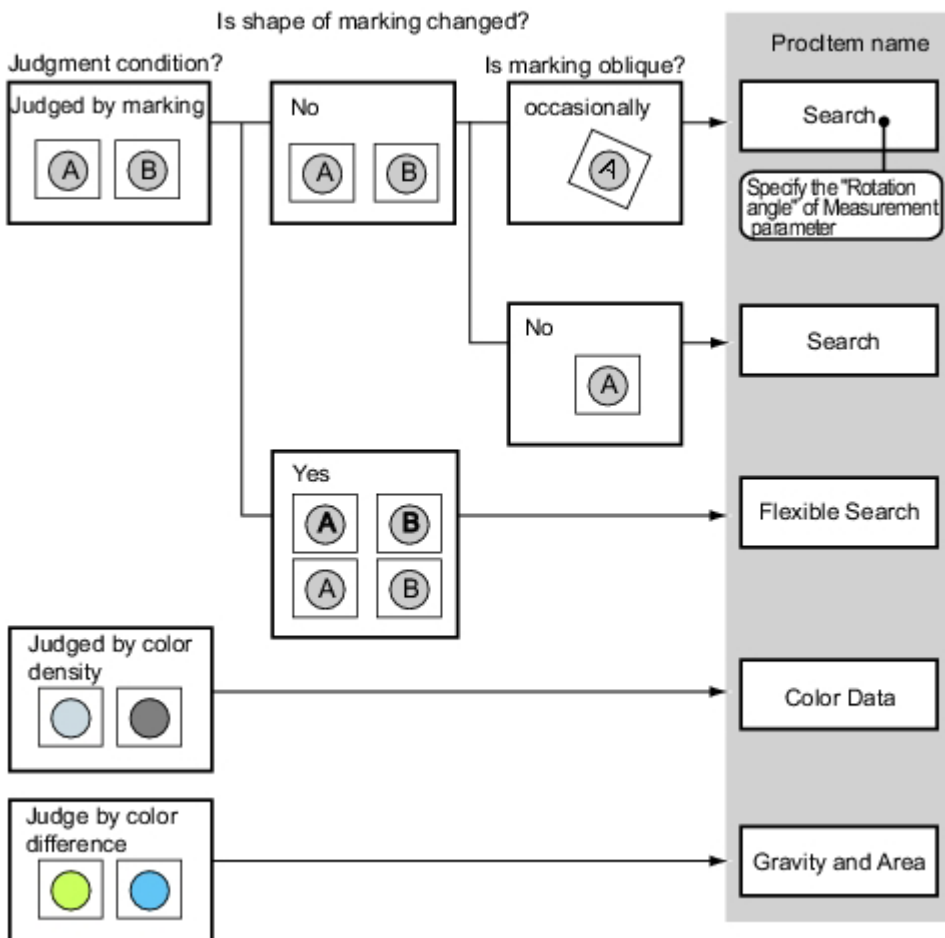 Is shape of marking changed?
Judgment condition?
Is marking oblique?
ProcItem name
Judged by marking
A
B
No
A
B
occasionally
A
Search
Specify the "Rotation
angle" of Measurement
parameter
No
A
Search
Yes
A
B
A
B
Flexible Search
Judged by color
density
Color Data
Judge by color
difference
Gravity and Area